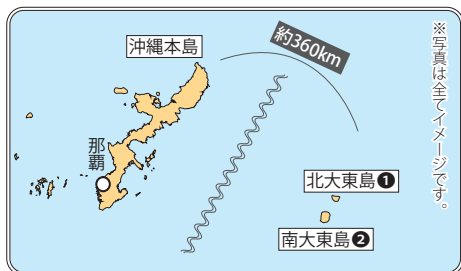 沖縄本島
約360km
※写真は全てイメージです。
那覇
北大東島❶
南大東島❷